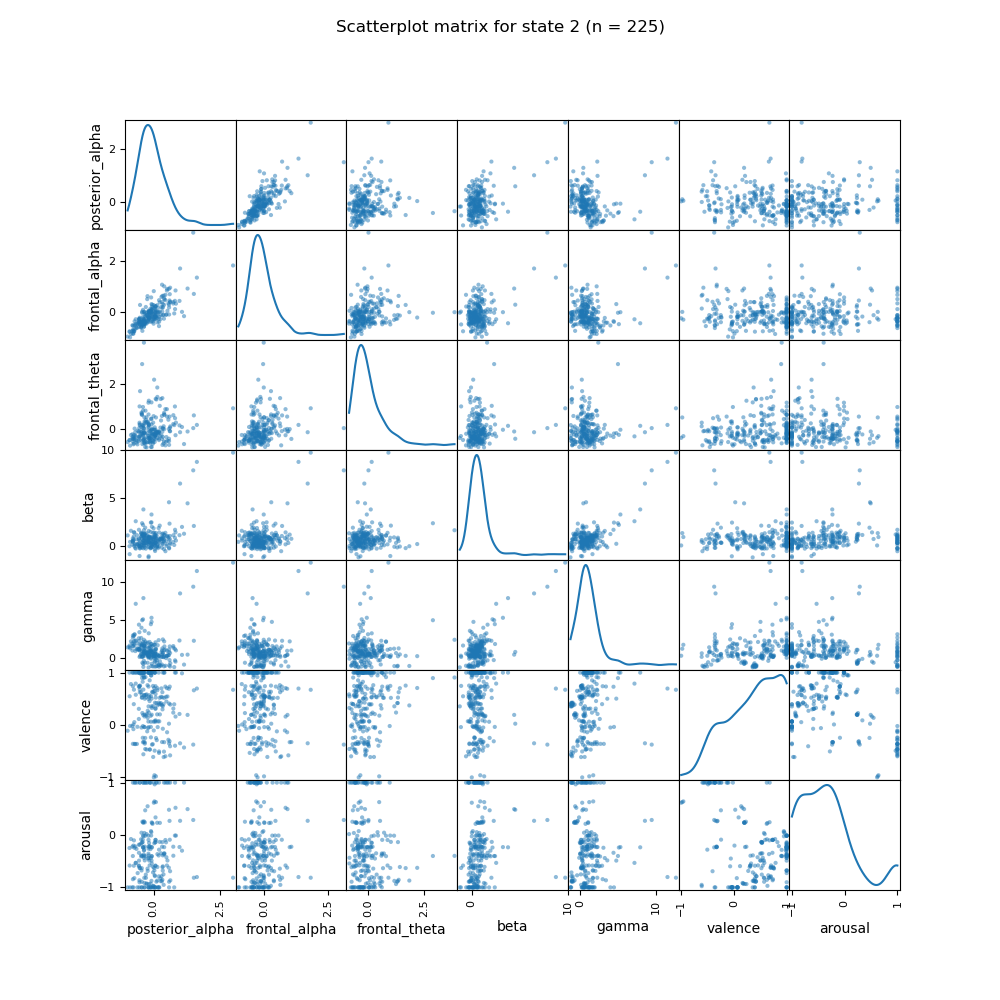 Scatterplot matrix for state 2 (n = 225)
posterior_alpha
2
0
frontal_alpha
2
0
frontal_theta
2
0
beta
10
5
0
gamma
10
5
0
valence
1
0
−1
arousal
1
0
−1
0.0
2.5
0.0
2.5
0.0
2.5
0
10
0
10
−1
0
1
−1
0
1
posterior_alpha
frontal_alpha
frontal_theta
beta
gamma
valence
arousal